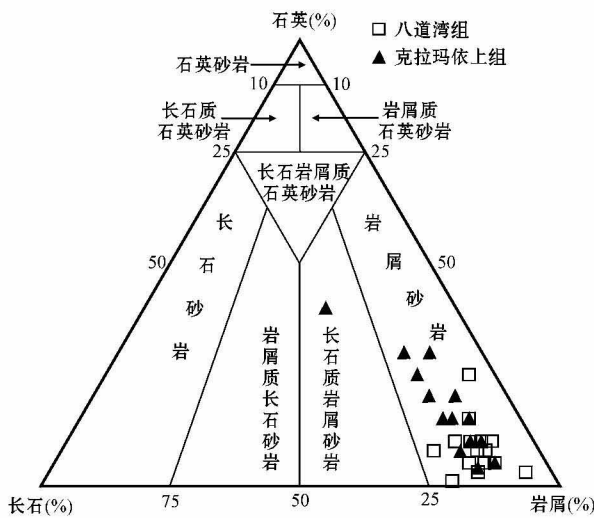 石英(%)
□ 八道湾组
▲ 克拉玛依上组
石英砂岩
10
10
长石质
石英砂岩
岩屑质
石英砂岩
25
25
长石岩屑质
石英砂岩
长石砂岩
岩屑砂岩
50
50
岩屑质长石砂岩
长石质岩屑砂岩
长石(%)
75
50
25
岩屑(%)